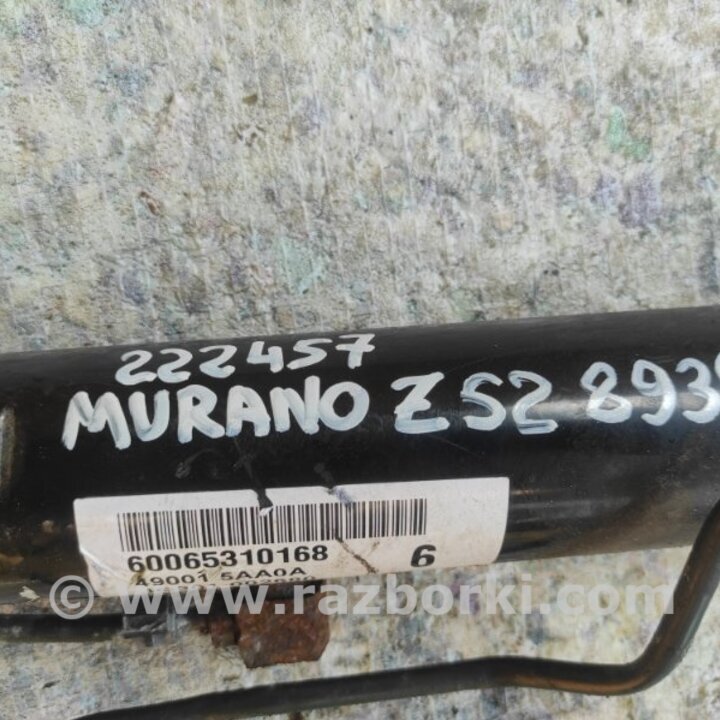 222457
MURANO Z52 893
60065310168 6
49001 5AA0A
www.razborki.com